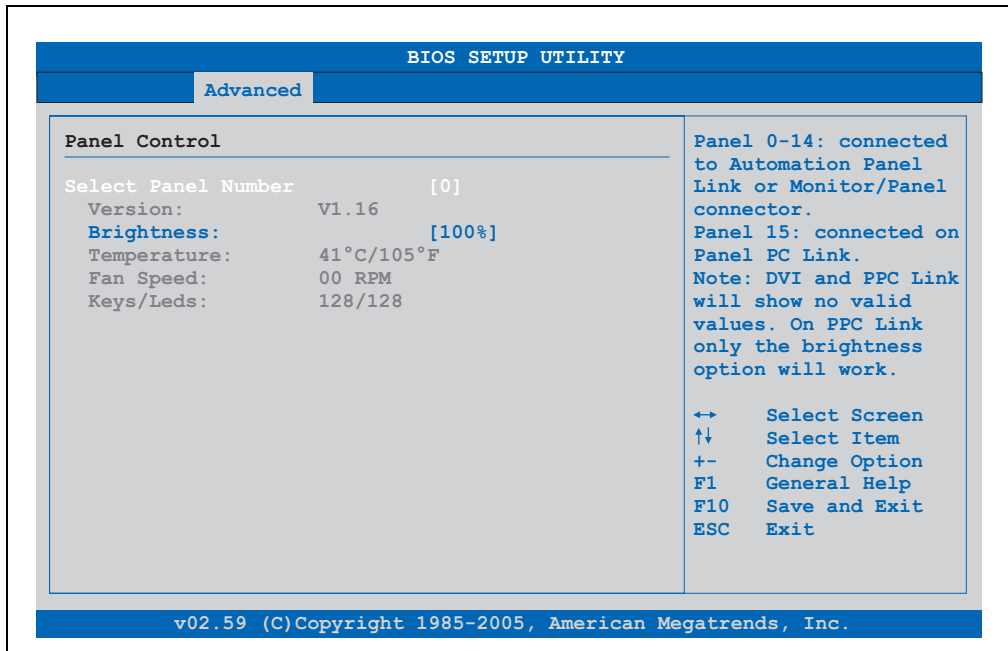 BIOS SETUP UTILITY
Advanced
Panel Control
Select Panel Number [0]
Version: V1.16
Brightness: [100%]
Temperature: 41°C/105°F
Fan Speed: 00 RPM
Keys/Leds: 128/128
Panel 0-14: connected
to Automation Panel
Link or Monitor/Panel
connector.
Panel 15: connected on
Panel PC Link.
Note: DVI and PPC Link
will show no valid
values. On PPC Link
only the brightness
option will work.
↔ Select Screen
↑↓ Select Item
+- Change Option
F1 General Help
F10 Save and Exit
ESC Exit
v02.59 (C)Copyright 1985-2005, American Megatrends, Inc.